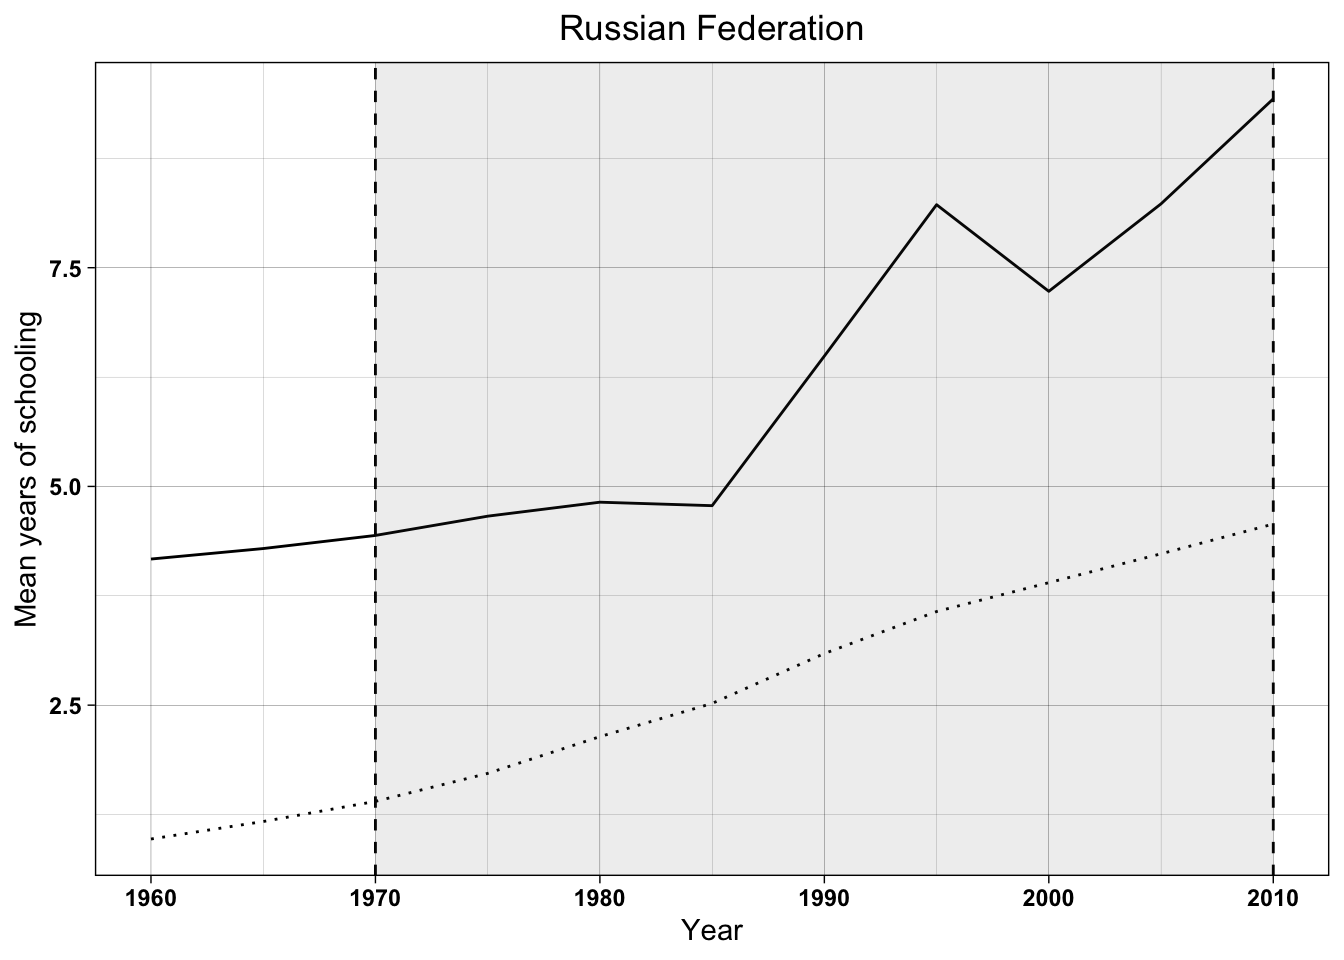 Russian Federation
Mean years of schooling
7.5
5.0
2.5
1960 1970 1980 1990 2000 2010
Year